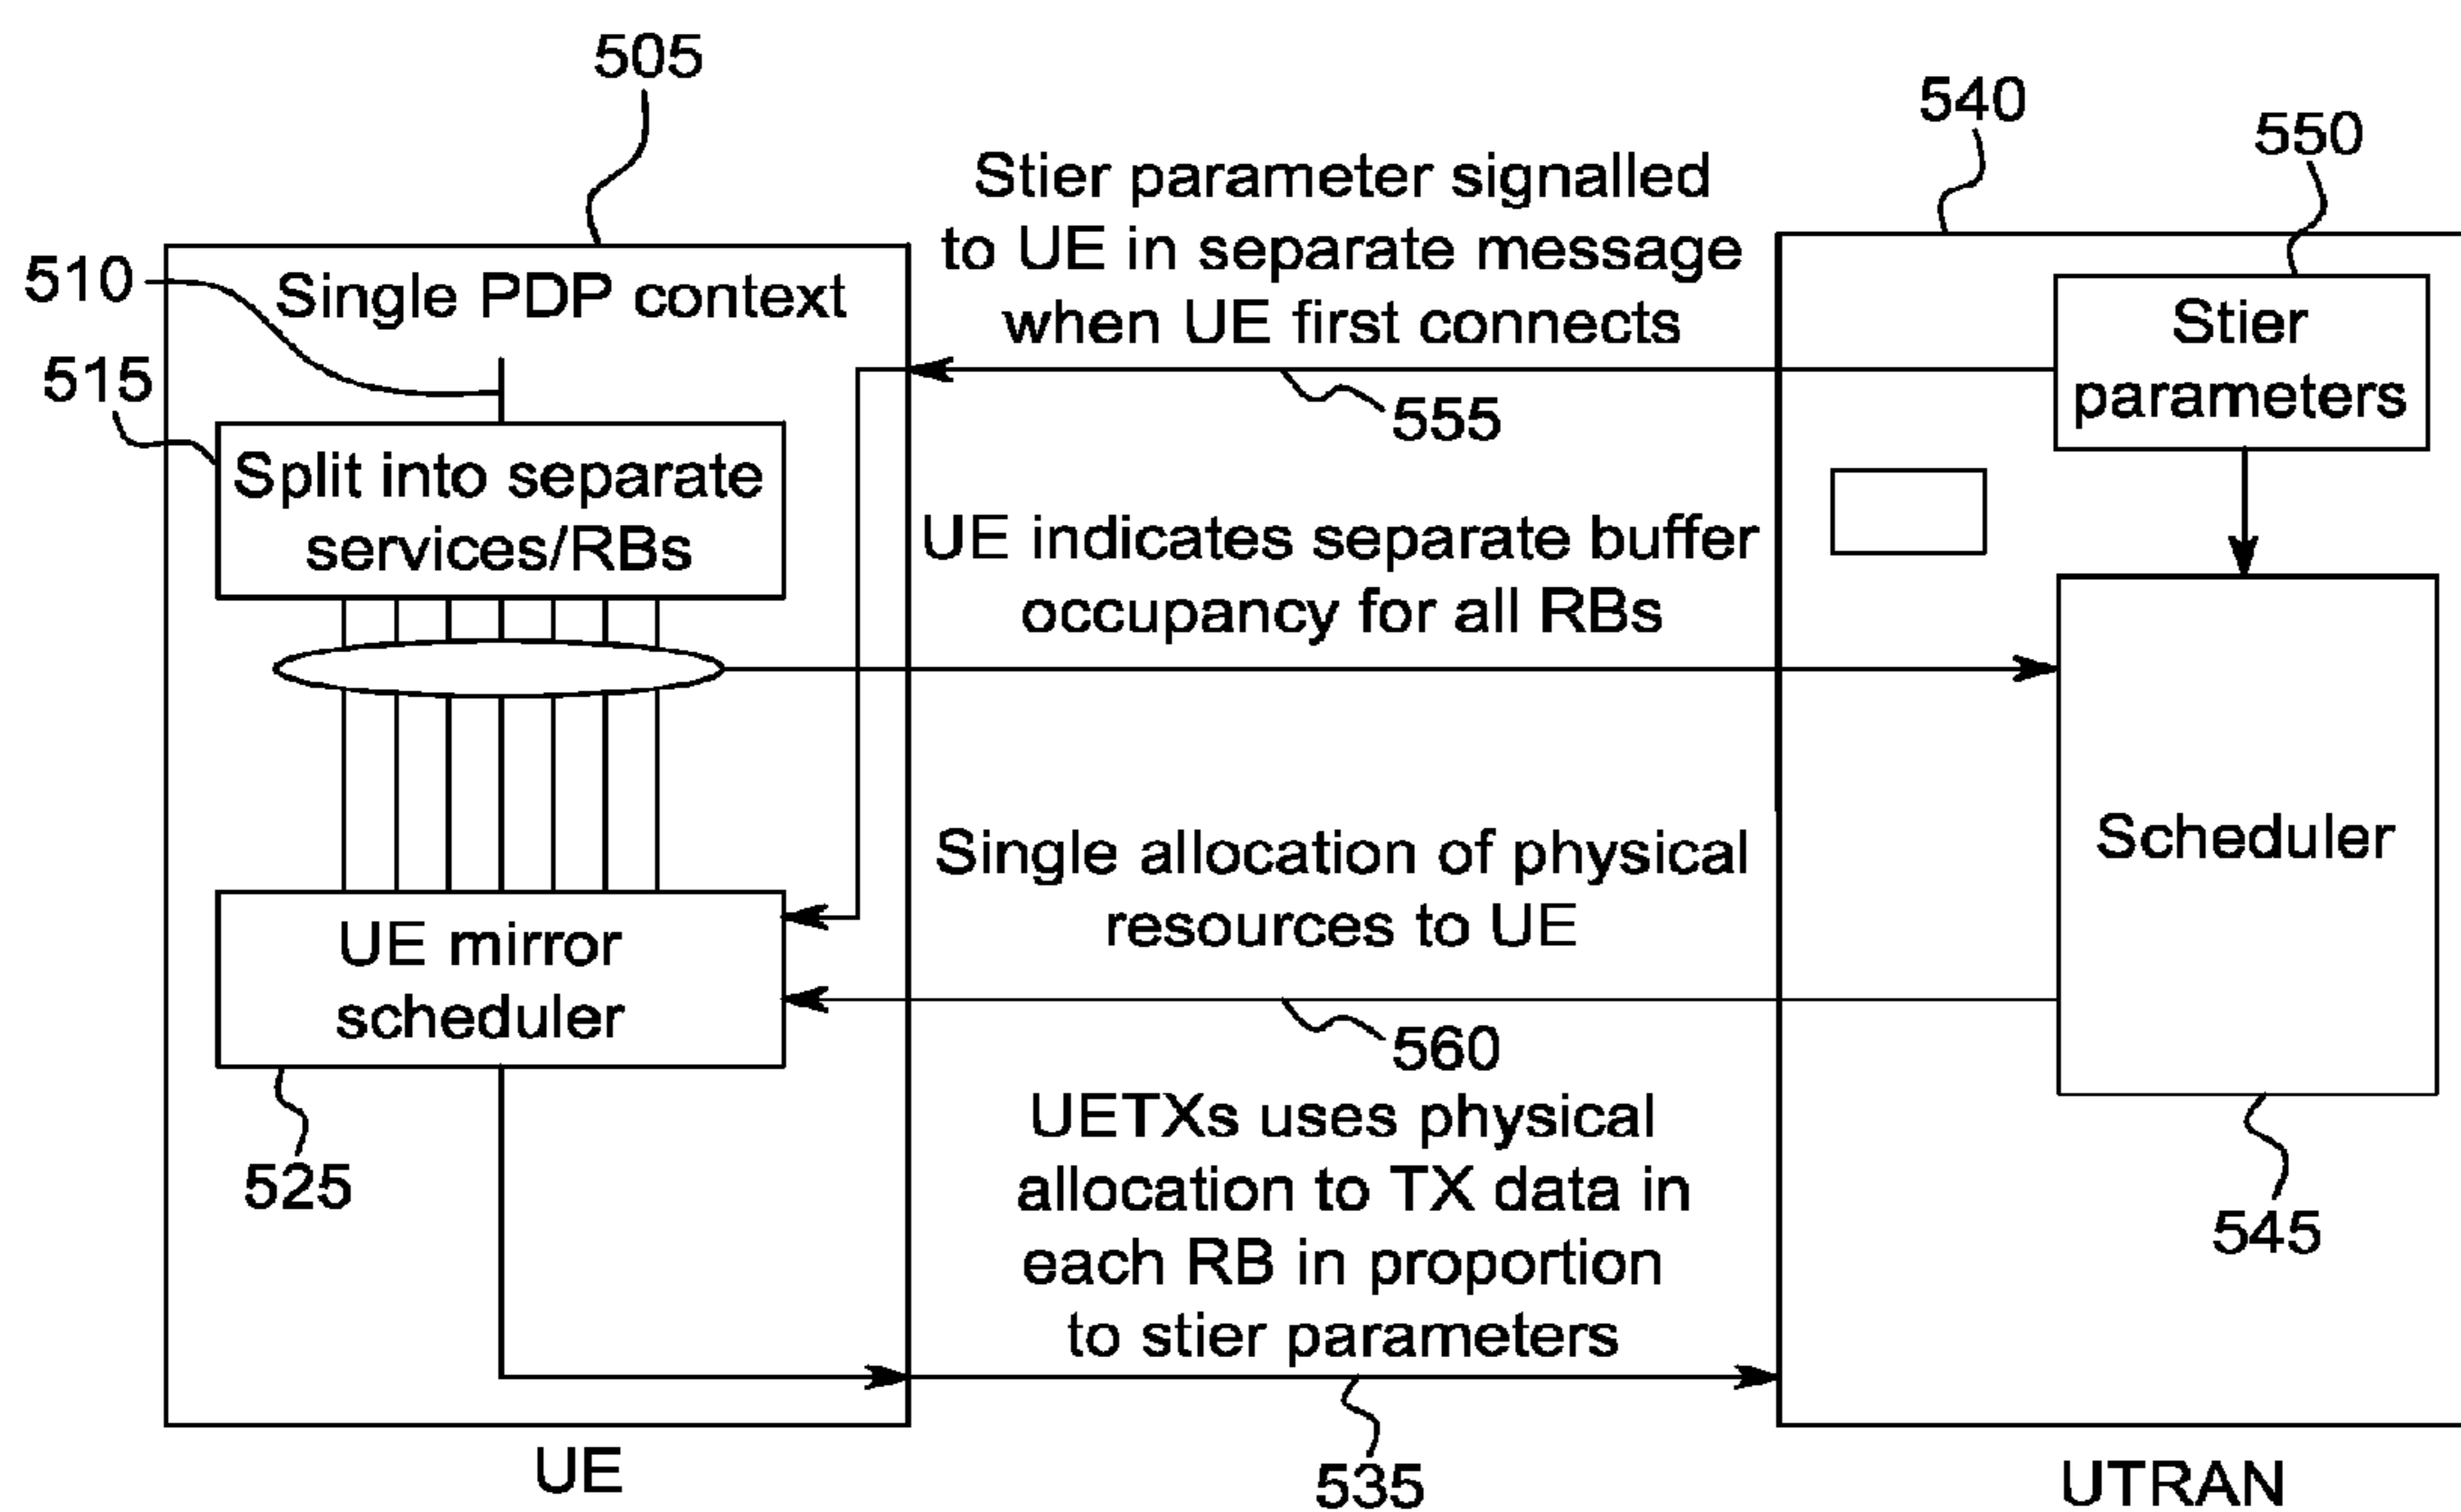 505
540
550
Stier parameter signalled
to UE in separate message
when UE first connects
510
Single PDP context
Stier
parameters
515
555
Split into separate
services/RBs
UE indicates separate buffer
occupancy for all RBs
Single allocation of physical
resources to UE
Scheduler
UE mirror
scheduler
560
525
UETXs uses physical
allocation to TX data in
each RB in proportion
to stier parameters
545
535
UE
UTRAN